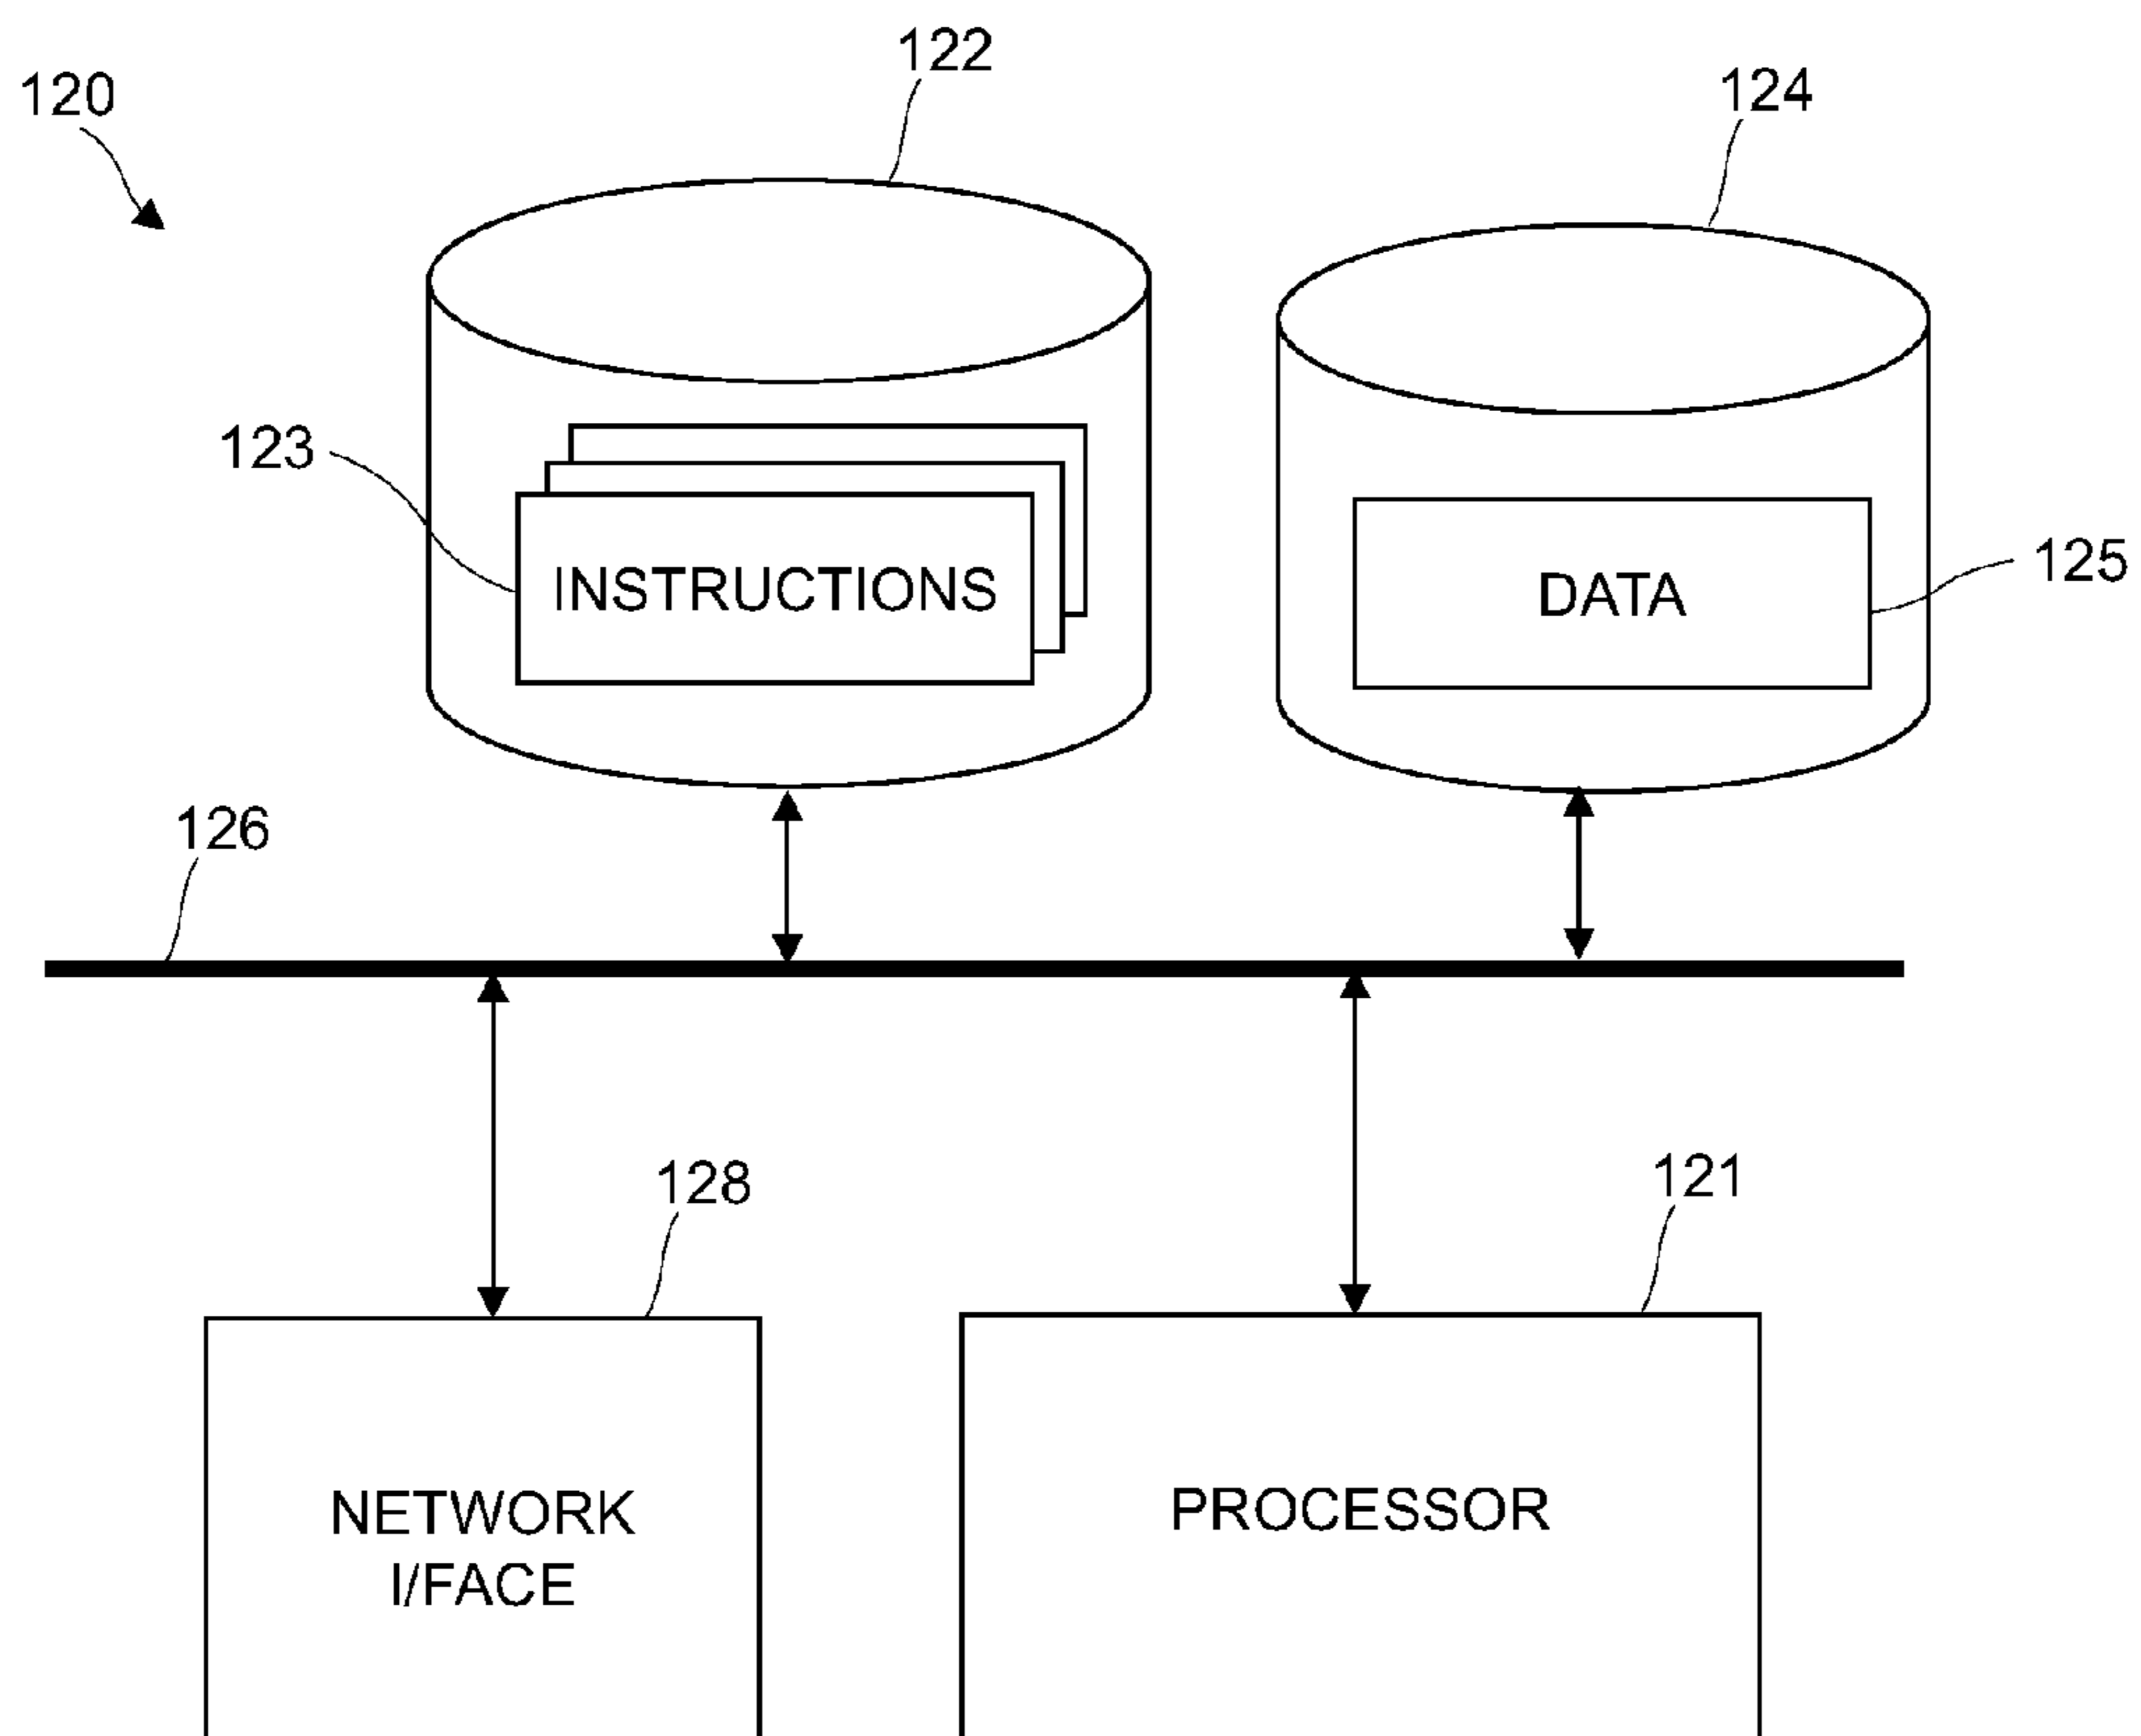 120
122
124
123
INSTRUCTIONS
DATA
125
126
128
121
NETWORK
I/FACE
PROCESSOR